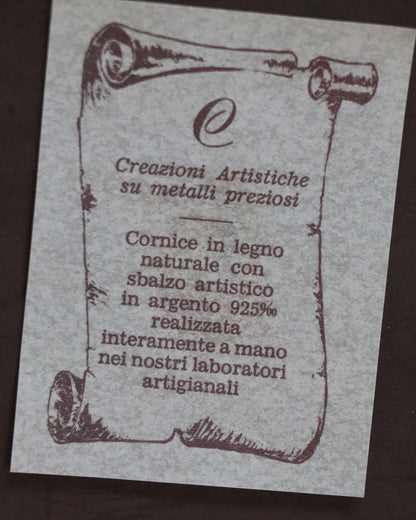 C
Creazioni Artistiche
su metalli preziosi
Cornice in legno
naturale con
sbalzo artistico
in argento 925‰
realizzata
interamente a mano
nei nostri laboratori
artigianali